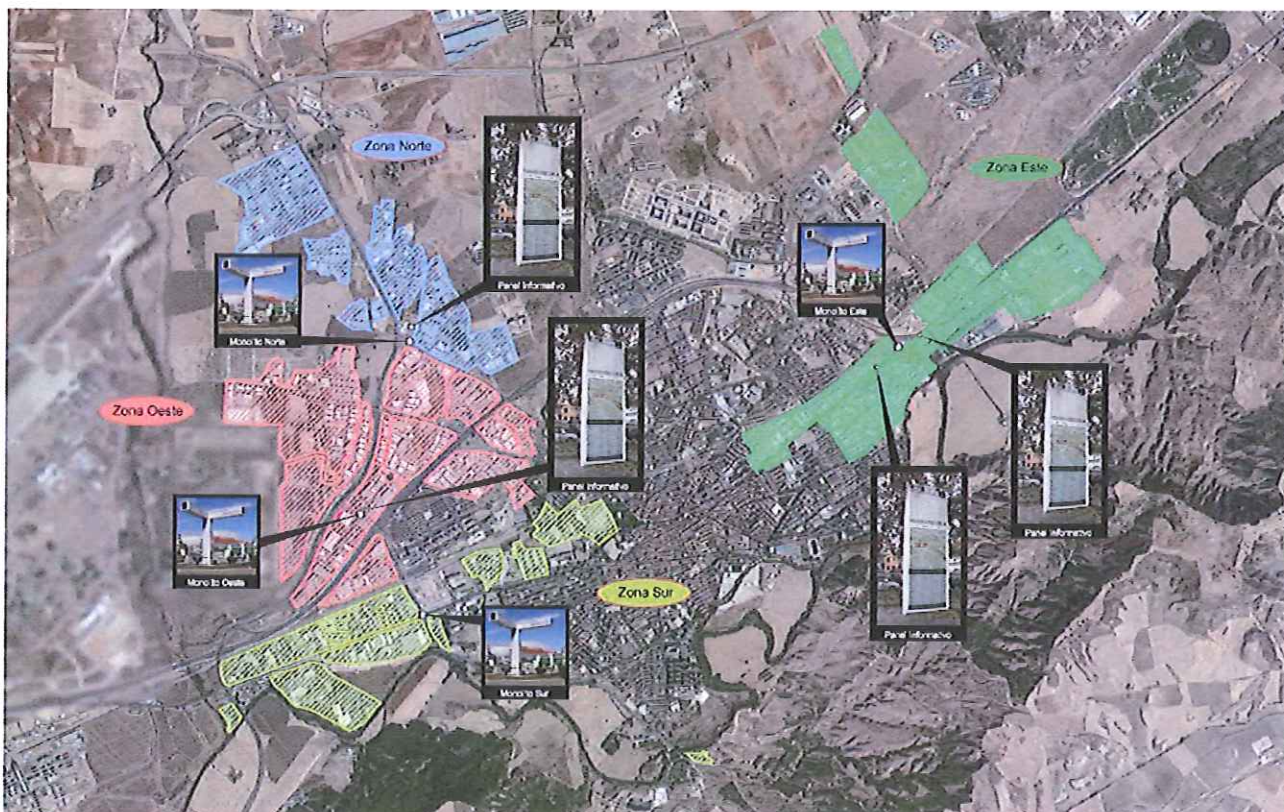 Zona Norte
Panel Informativo
Zona Este
Monolito Norte
Monolito Este
Zona Oeste
Panel Informativo
Panel Informativo
Monolito Oeste
Panel Informativo
Zona Sur
Monolito Sur